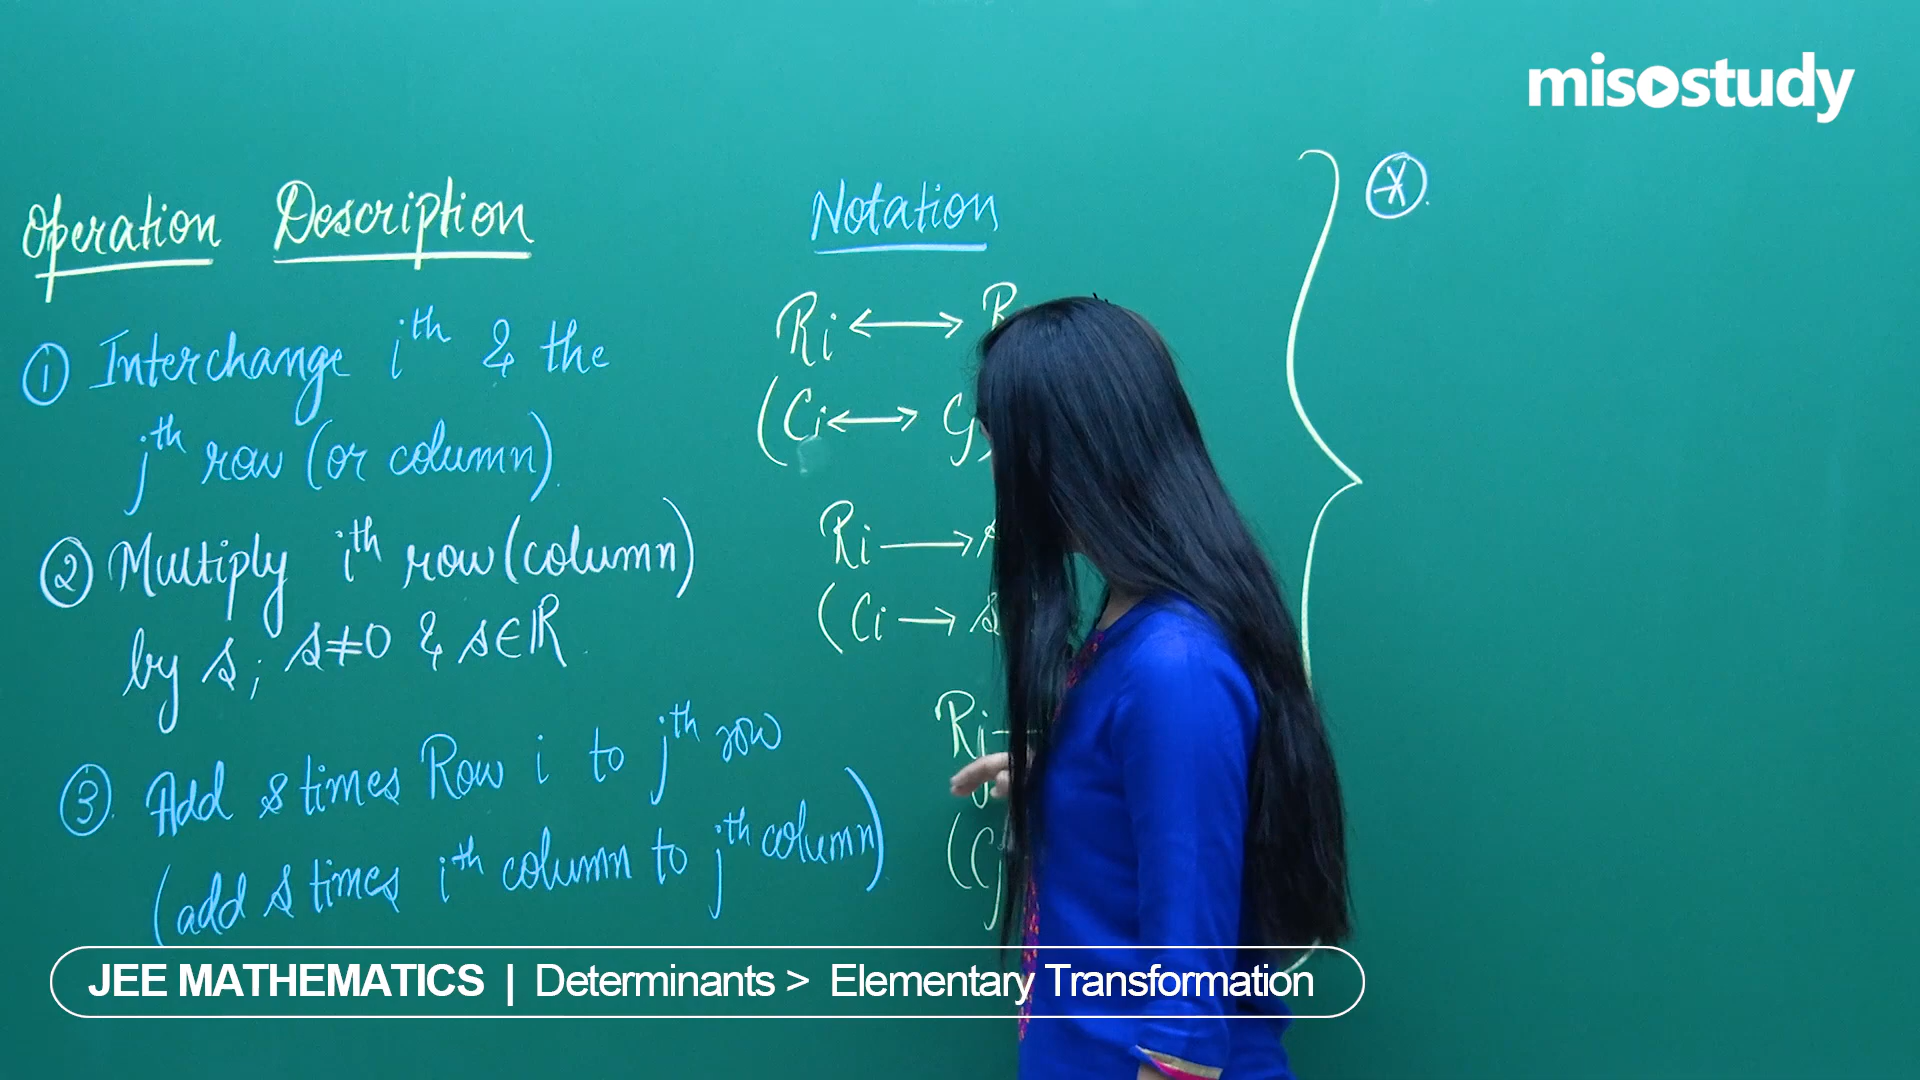 misostudy
Operation Description Notation
① Interchange iᵗʰ & the
jᵗʰ row (or column).
Ri ⟷
(Ci ⟷ Cj)
② Multiply iᵗʰ row (column)
by s; s≠0 & s∈ℝ.
Ri ⟶
(Ci ⟶ s
③. Add s times Row i to jᵗʰ row
(add s times iᵗʰ column to jᵗʰ column)
Rj
(Cj
*
JEE MATHEMATICS | Determinants > Elementary Transformation